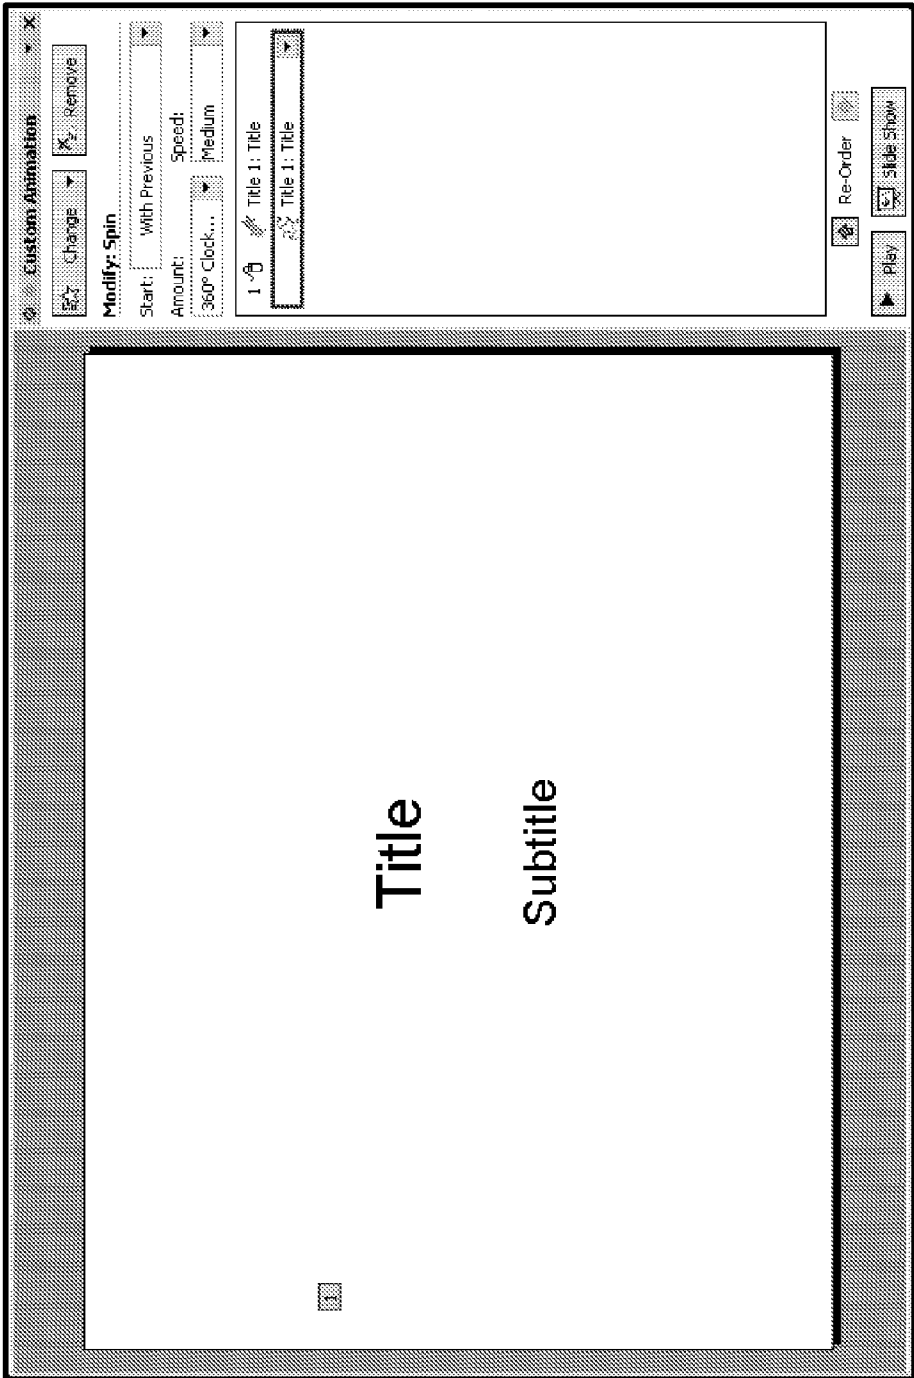 Custom Animation
Change Remove
Modify: Spin
Start: With Previous
Amount: Speed:
360° Clock... Medium
1 Title 1: Title
Title 1: Title
Re-Order
Play Slide Show
Title
Subtitle
1